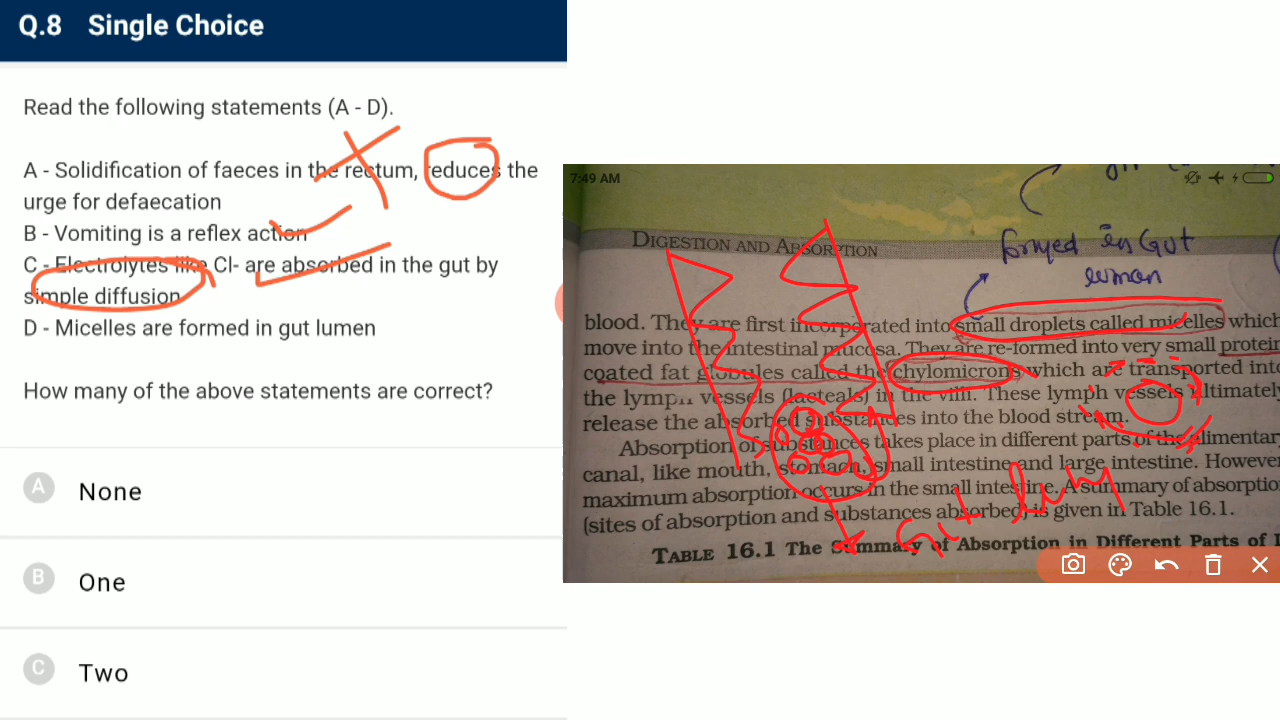 Q.8 Single Choice
Read the following statements (A - D).
A - Solidification of faeces in the rectum, reduces the
urge for defaecation
B - Vomiting is a reflex action
C - Electrolytes like Cl- are absorbed in the gut by
simple diffusion
D - Micelles are formed in gut lumen
How many of the above statements are correct?
A None
B One
C Two
7:49 AM
DIGESTION AND ABSORPTION
formed in Gut
blood. They are first incorporated into small droplets called micelles which
move into the intestinal mucosa. They are re-formed into very small protein
coated fat globules called the chylomicrons which are transported into
the lymph vessels (lacteals) in the villi. These lymph vessels ultimately
release the absorbed substances into the blood stream.
Absorption of substances takes place in different parts of the alimentary
canal, like mouth, stomach, small intestine and large intestine. However
maximum absorption occurs in the small intestine. A summary of absorptio
(sites of absorption and substances absorbed) is given in Table 16.1.
TABLE 16.1 The Summary of Absorption in Different Parts of